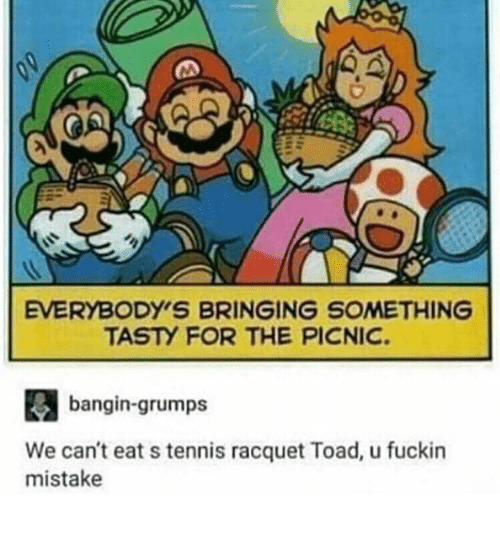 M
EVERYBODY'S BRINGING SOMETHING
TASTY FOR THE PICNIC.
bangin-grumps
We can't eat s tennis racquet Toad, u fuckin
mistake